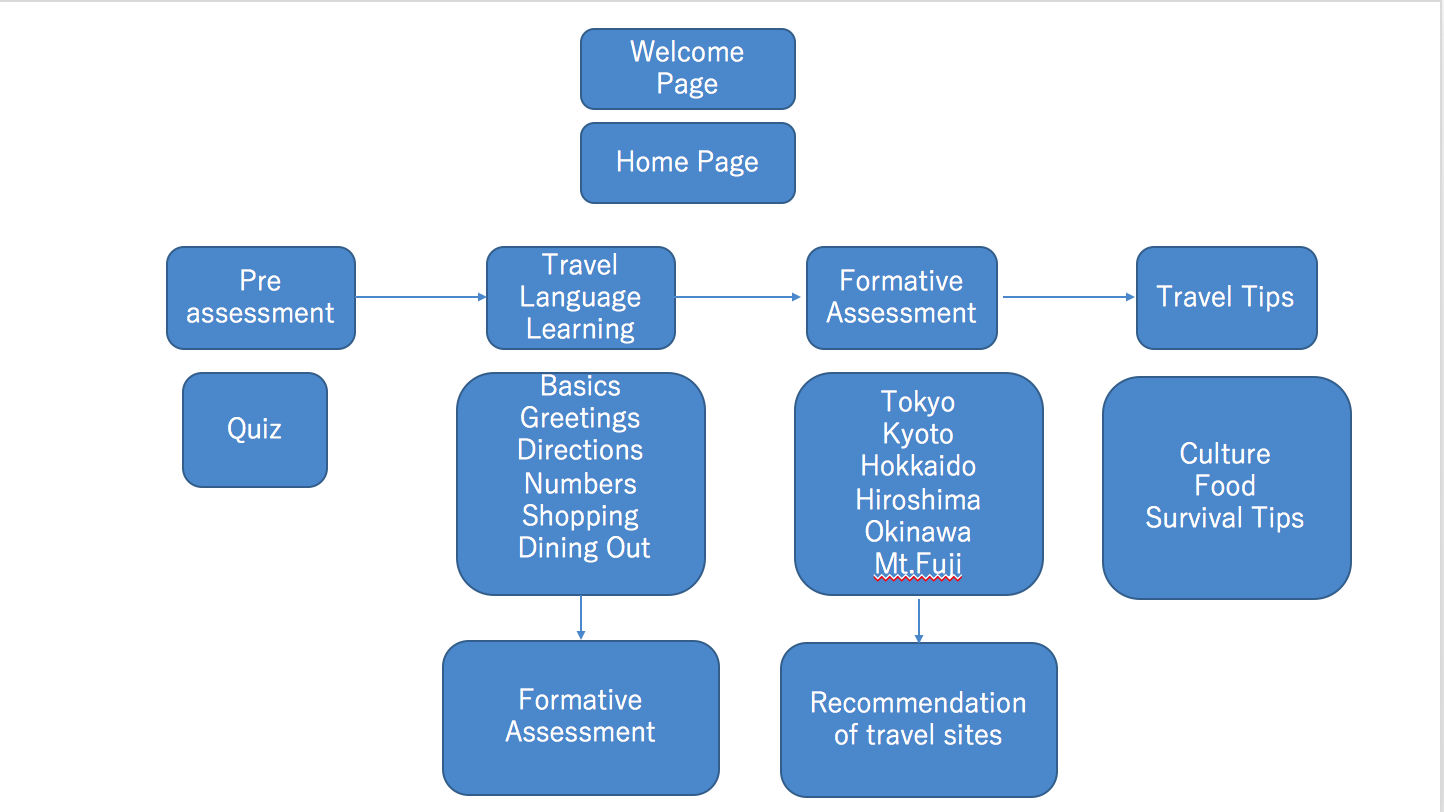 Welcome
Page
Home Page
Pre
assessment
Travel
Language
Learning
Formative
Assessment
Travel Tips
Quiz
Basics
Greetings
Directions
Numbers
Shopping
Dining Out
Tokyo
Kyoto
Hokkaido
Hiroshima
Okinawa
Mt.Fuji
Culture
Food
Survival Tips
Formative
Assessment
Recommendation
of travel sites